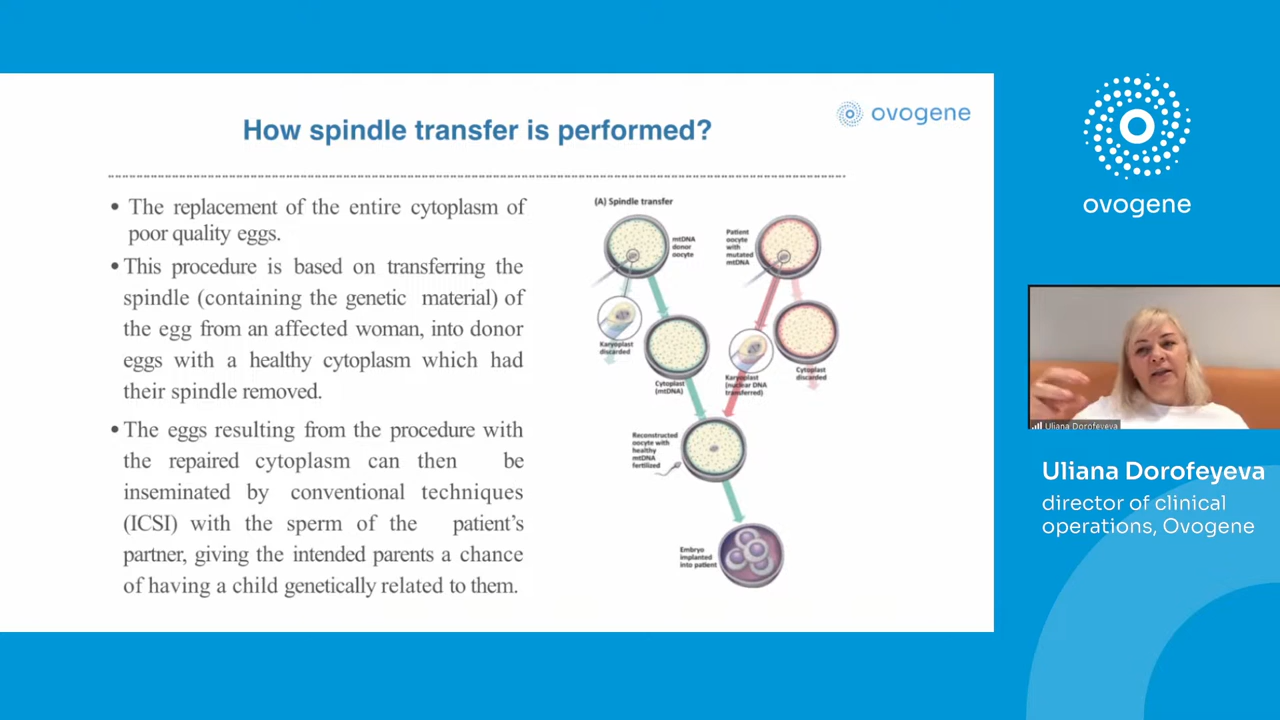 How spindle transfer is performed?
ovogene
• The replacement of the entire cytoplasm of
poor quality eggs.
• This procedure is based on transferring the
spindle (containing the genetic material) of
the egg from an affected woman, into donor
eggs with a healthy cytoplasm which had
their spindle removed.
• The eggs resulting from the procedure with
the repaired cytoplasm can then be
inseminated by conventional techniques
(ICSI) with the sperm of the patient's
partner, giving the intended parents a chance
of having a child genetically related to them.
(A) Spindle transfer
mtDNA
donor
oocyte
Patient
oocyte
with
mutated
mtDNA
Karyoplast
discarded
Cytoplast
(mtDNA)
Karyoplast
(nuclear DNA
transferred)
Cytoplast
discarded
Reconstructed
oocyte with
healthy
mtDNA
fertilized
Embryo
implanted
into patient
ovogene
Uliana Dorofeyeva
Uliana Dorofeyeva
director of clinical
operations, Ovogene